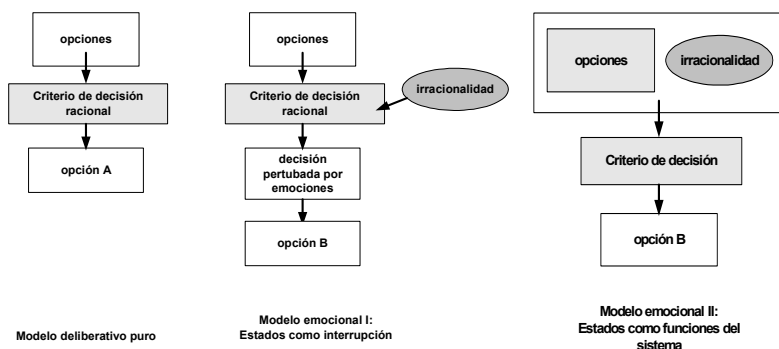 opciones
Criterio de decisión
racional
opción A
Modelo deliberativo puro
opciones
irracionalidad
Criterio de decisión
racional
decisión
pertubada por
emociones
opción B
Modelo emocional I:
Estados como interrupción
opciones
irracionalidad
Criterio de decisión
opción B
Modelo emocional II:
Estados como funciones del
sistema